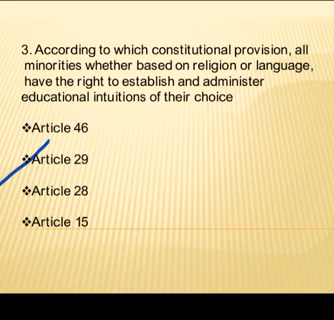 3. According to which constitutional provision, all
minorities whether based on religion or language,
have the right to establish and administer
educational intuitions of their choice
❖Article 46
❖Article 29
❖Article 28
❖Article 15